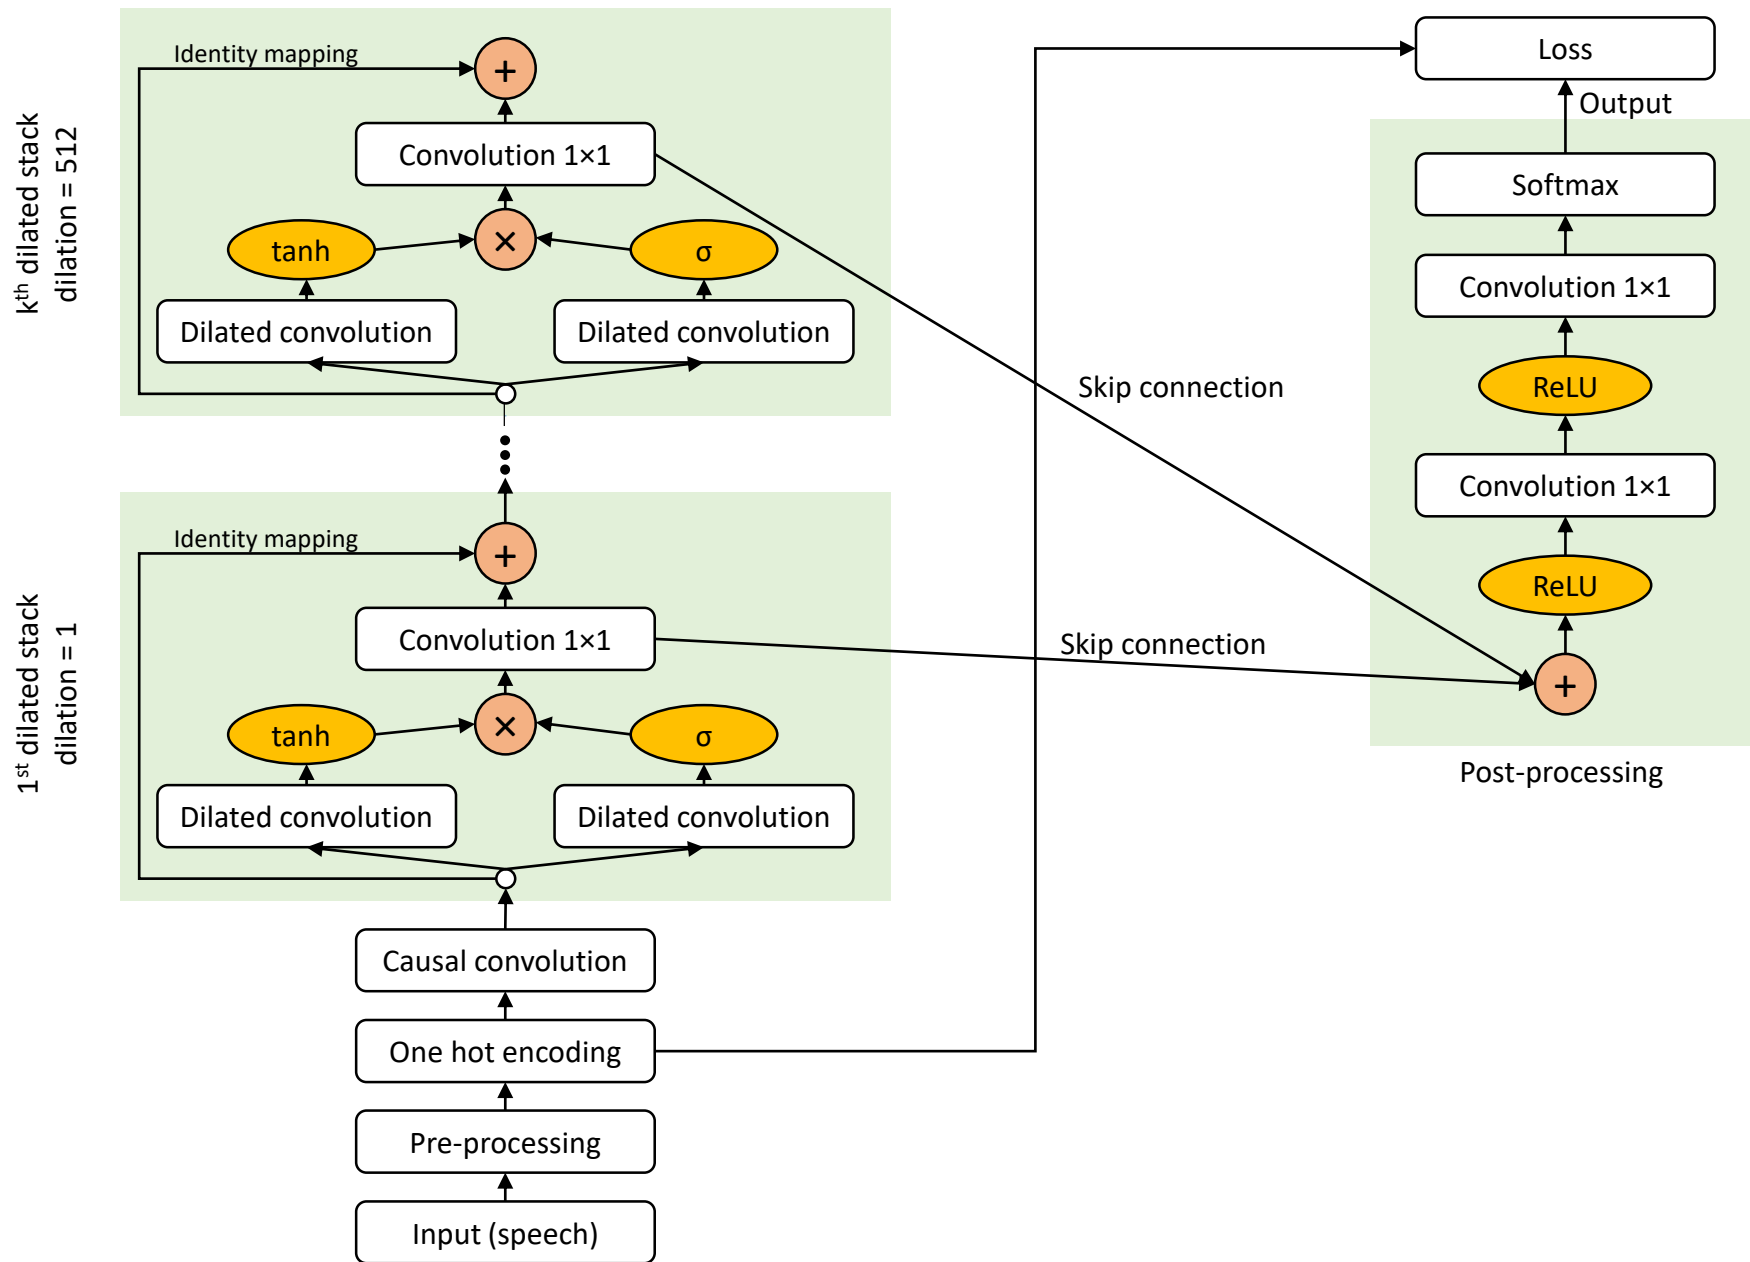 kth dilated stack
dilation = 512
Identity mapping
+
Convolution 1×1
×
tanh
σ
Dilated convolution
Dilated convolution
1st dilated stack
dilation = 1
Identity mapping
+
Convolution 1×1
×
tanh
σ
Dilated convolution
Dilated convolution
Causal convolution
One hot encoding
Pre-processing
Input (speech)
Skip connection
Skip connection
Loss
Output
Softmax
Convolution 1×1
ReLU
Convolution 1×1
ReLU
+
Post-processing